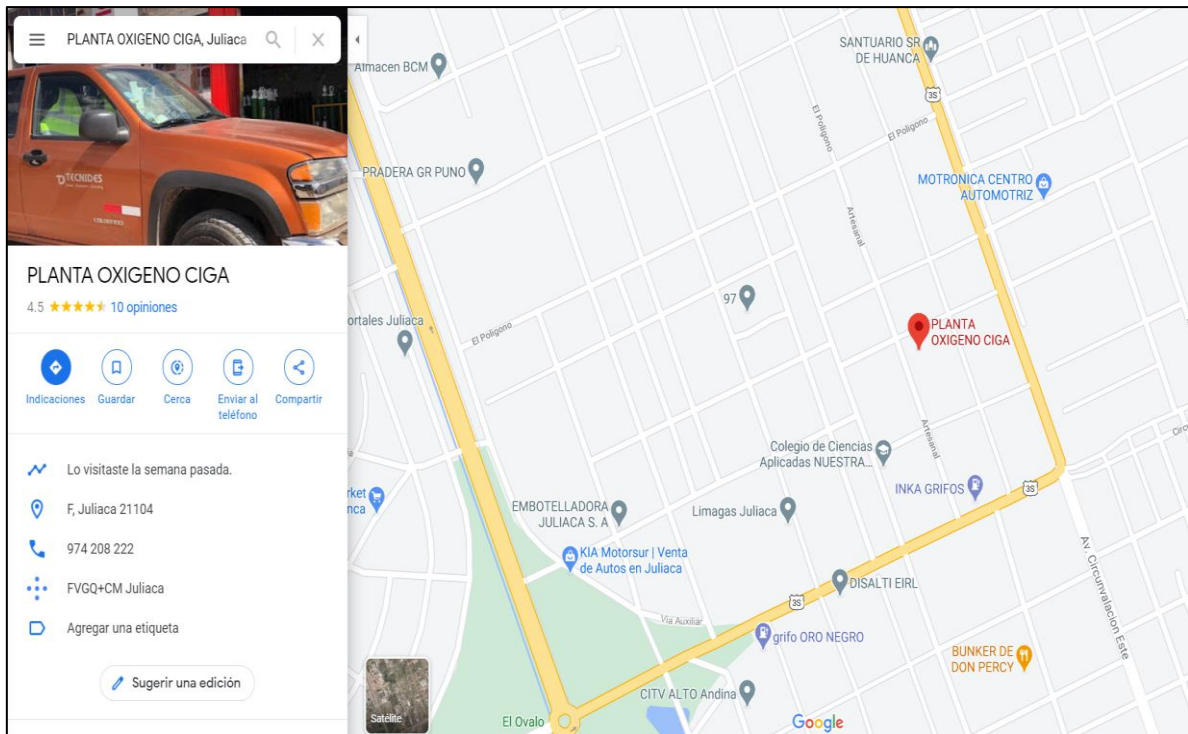 PLANTA OXIGENO CIGA, Juliaca
TECNIDES
PLANTA OXIGENO CIGA
4.5
10 opiniones
Indicaciones
Guardar
Cerca
Enviar al
teléfono
Compartir
Lo visitaste la semana pasada.
F, Juliaca 21104
974 208 222
FVGQ+CM Juliaca
Agregar una etiqueta
Sugerir una edición
SANTUARIO SR
DE HUANCA
Almacen BCM
3S
El Poligono
El Poligono
PRADERA GR PUNO
MOTRONICA CENTRO
AUTOMOTRIZ
Artesanal
97
ortales Juliaca
El Poligono
PLANTA
OXIGENO CIGA
Artesanal
Circ
Colegio de Ciencias
Aplicadas NUESTRA...
INKA GRIFOS
3S
rket
nca
EMBOTELLADORA
JULIACA S. A
Limagas Juliaca
KIA Motorsur | Venta
de Autos en Juliaca
Av. Circunvalacion Este
DISALTI EIRL
3S
Via Auxiliar
grifo ORO NEGRO
BUNKER DE
DON PERCY
CITV ALTO Andina
Satélite
El Ovalo
Google